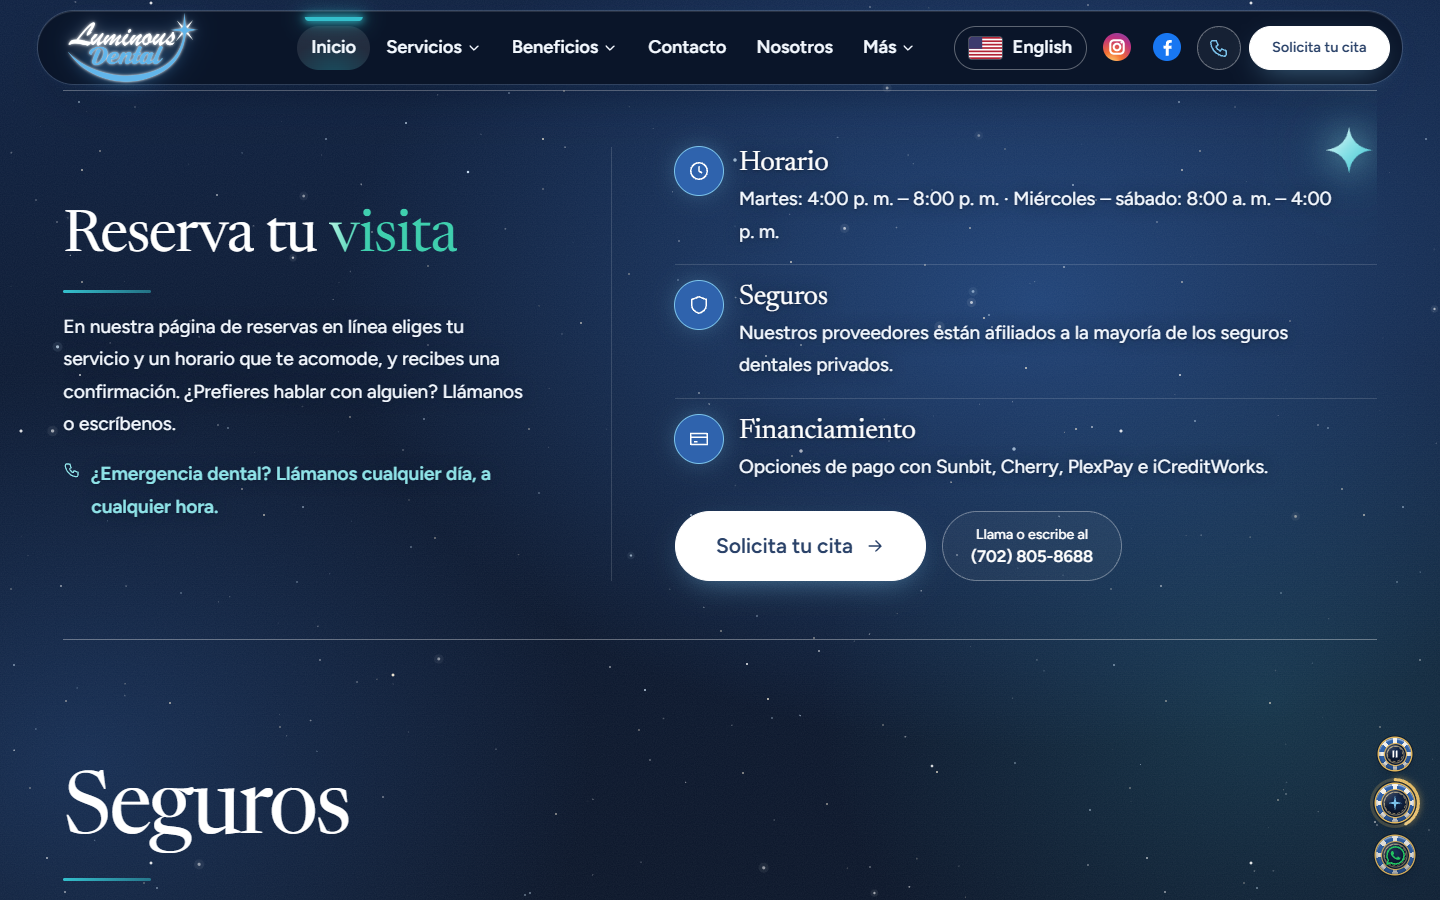 Luminous
Dental
Inicio
Servicios
Beneficios
Contacto
Nosotros
Más
English
Solicita tu cita
Reserva tu visita
En nuestra página de reservas en línea eliges tu
servicio y un horario que te acomode, y recibes una
confirmación. ¿Prefieres hablar con alguien? Llámanos
o escríbenos.
¿Emergencia dental? Llámanos cualquier día, a
cualquier hora.
Horario
Martes: 4:00 p. m. – 8:00 p. m. · Miércoles – sábado: 8:00 a. m. – 4:00
p. m.
Seguros
Nuestros proveedores están afiliados a la mayoría de los seguros
dentales privados.
Financiamiento
Opciones de pago con Sunbit, Cherry, PlexPay e iCreditWorks.
Solicita tu cita
Llama o escribe al
(702) 805-8688
Seguros